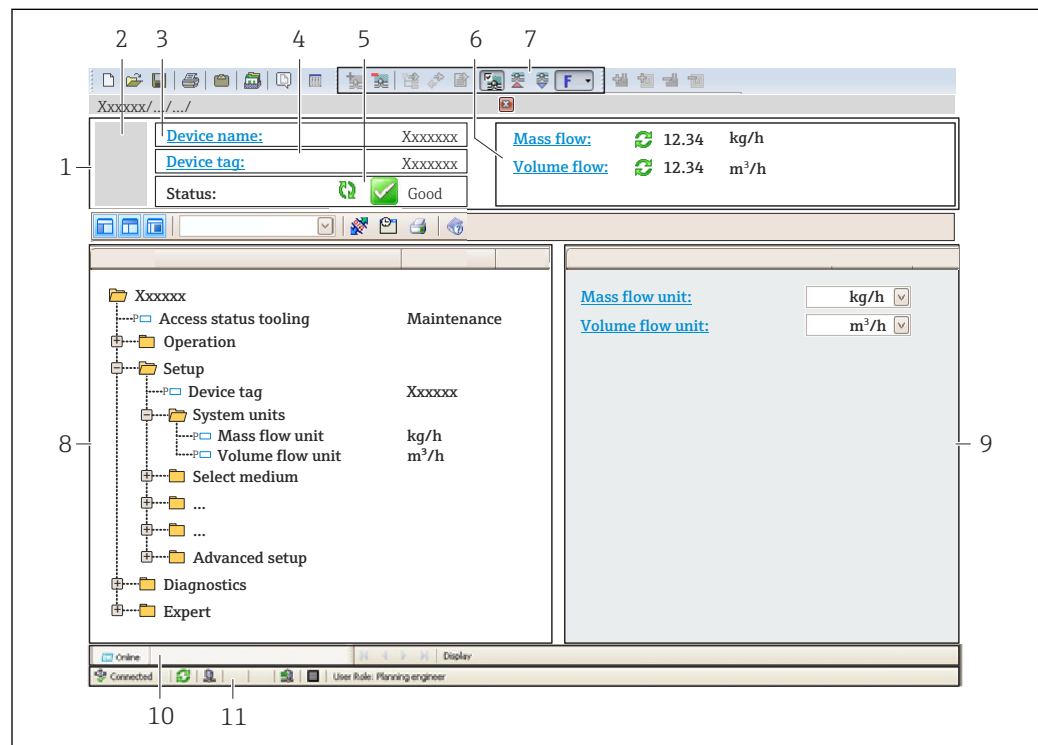 2 3 4 5 6 7
F
Xxxxxx/.../.../
1
Device name: Xxxxxxx
Device tag: Xxxxxxx
Status: Good
Mass flow: 12.34 kg/h
Volume flow: 12.34 m³/h
8
Xxxxxx
P Access status tooling Maintenance
Operation
Setup
P Device tag Xxxxxx
System units
P Mass flow unit kg/h
P Volume flow unit m³/h
Select medium
...
...
Advanced setup
Diagnostics
Expert
Mass flow unit: kg/h
Volume flow unit: m³/h
9
Online Display
Connected User Role: Planning engineer
10 11